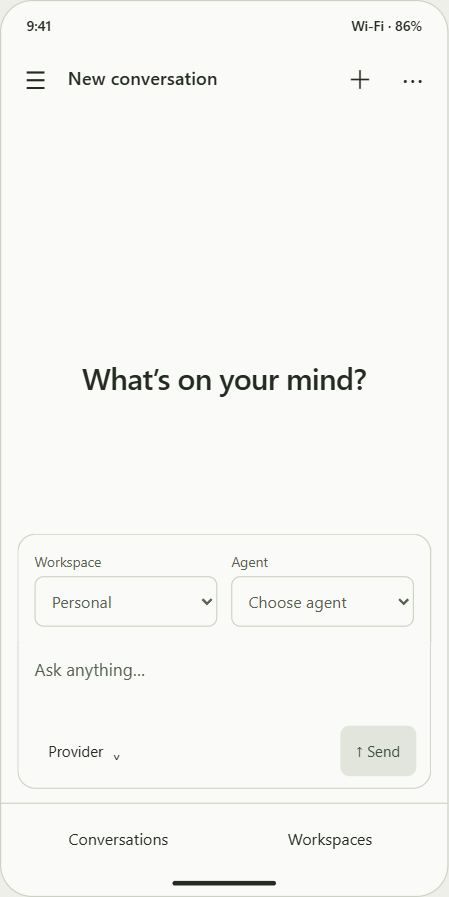 9:41 Wi-Fi · 86%
New conversation
What's on your mind?
Workspace Agent
Personal Choose agent
Ask anything...
Provider ↑ Send
Conversations Workspaces